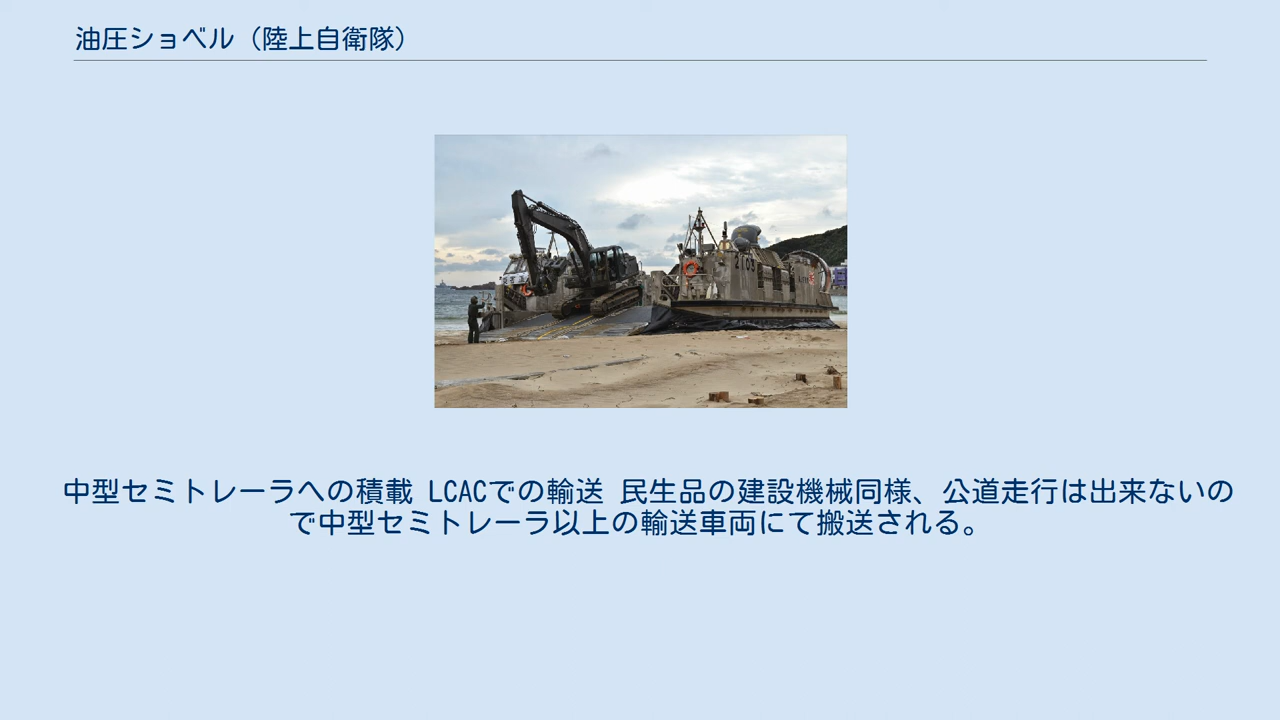 油圧ショベル（陸上自衛隊）
2103
中型セミトレーラへの積載 LCACでの輸送 民生品の建設機械同様、公道走行は出来ないの
で中型セミトレーラ以上の輸送車両にて搬送される。